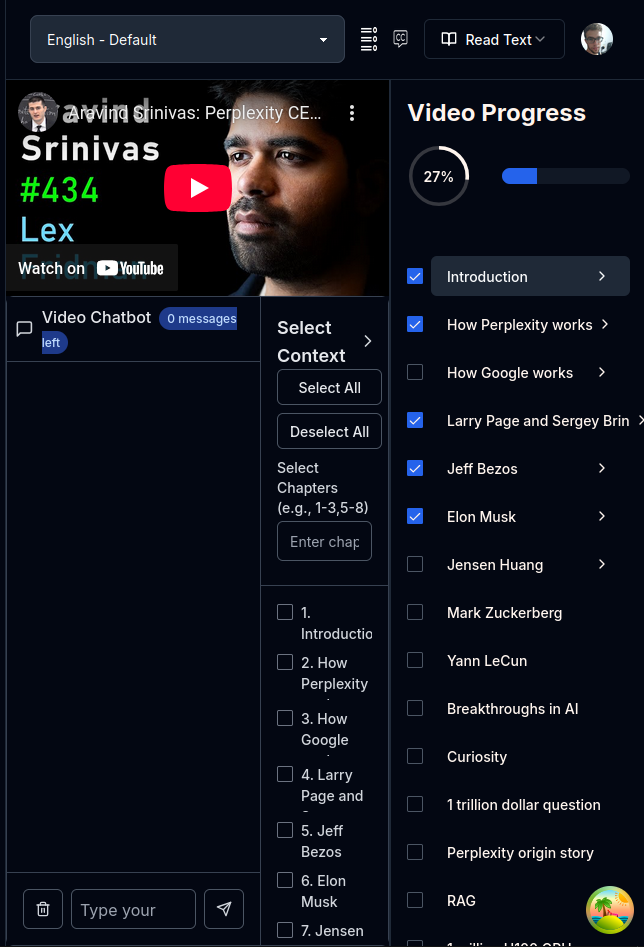 English - Default
Read Text
Aravind
Aravind Srinivas: Perplexity CE...
Srinivas
#434
Lex
Fridman
Watch on YouTube
Video Chatbot
0 messages
left
Select
Context
Select All
Deselect All
Select
Chapters
(e.g., 1-3,5-8)
Enter chap
1.
Introductio
2. How
Perplexity
3. How
Google
4. Larry
Page and
5. Jeff
Bezos
6. Elon
Musk
7. Jensen
Type your
Video Progress
27%
Introduction
How Perplexity works
How Google works
Larry Page and Sergey Brin
Jeff Bezos
Elon Musk
Jensen Huang
Mark Zuckerberg
Yann LeCun
Breakthroughs in AI
Curiosity
1 trillion dollar question
Perplexity origin story
RAG